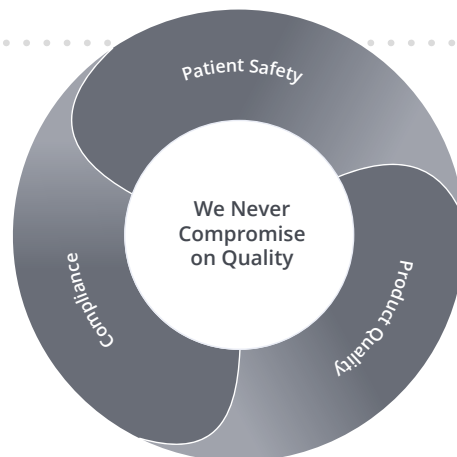 Patient Safety
We Never
Compromise
on Quality
Compliance
Product Quality